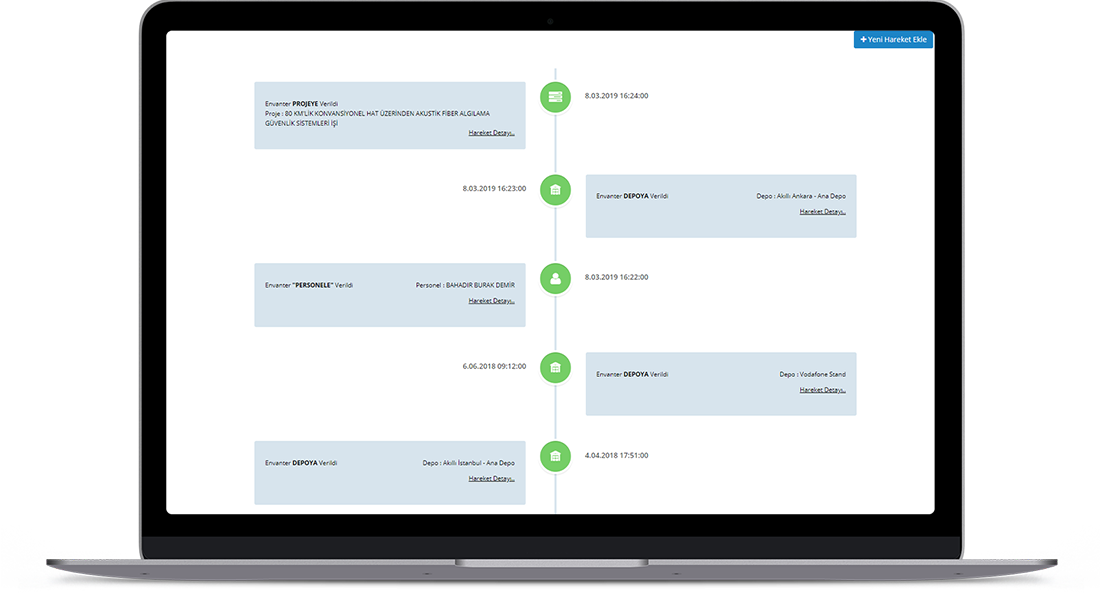 Yeni Hareket Ekle
Envanter PROJEYE Verildi
Proje : 80 KM'LİK KONVANSIYONEL HAT ÜZERİNDEN AKUSTİK FİBER ALGILAMA
GÜVENLİK SİSTEMLERİ İŞİ
Hareket Detayı..
8.03.2019 16:24:00
8.03.2019 16:23:00
Envanter DEPOYA Verildi Depo : Akıllı Ankara - Ana Depo
Hareket Detayı..
Envanter "PERSONELE" Verildi Personel : BAHADIR BURAK DEMİR
Hareket Detayı..
8.03.2019 16:22:00
6.06.2018 09:12:00
Envanter DEPOYA Verildi Depo : Vodafone Stand
Hareket Detayı..
Envanter DEPOYA Verildi Depo : Akıllı İstanbul - Ana Depo
Hareket Detayı..
4.04.2018 17:51:00